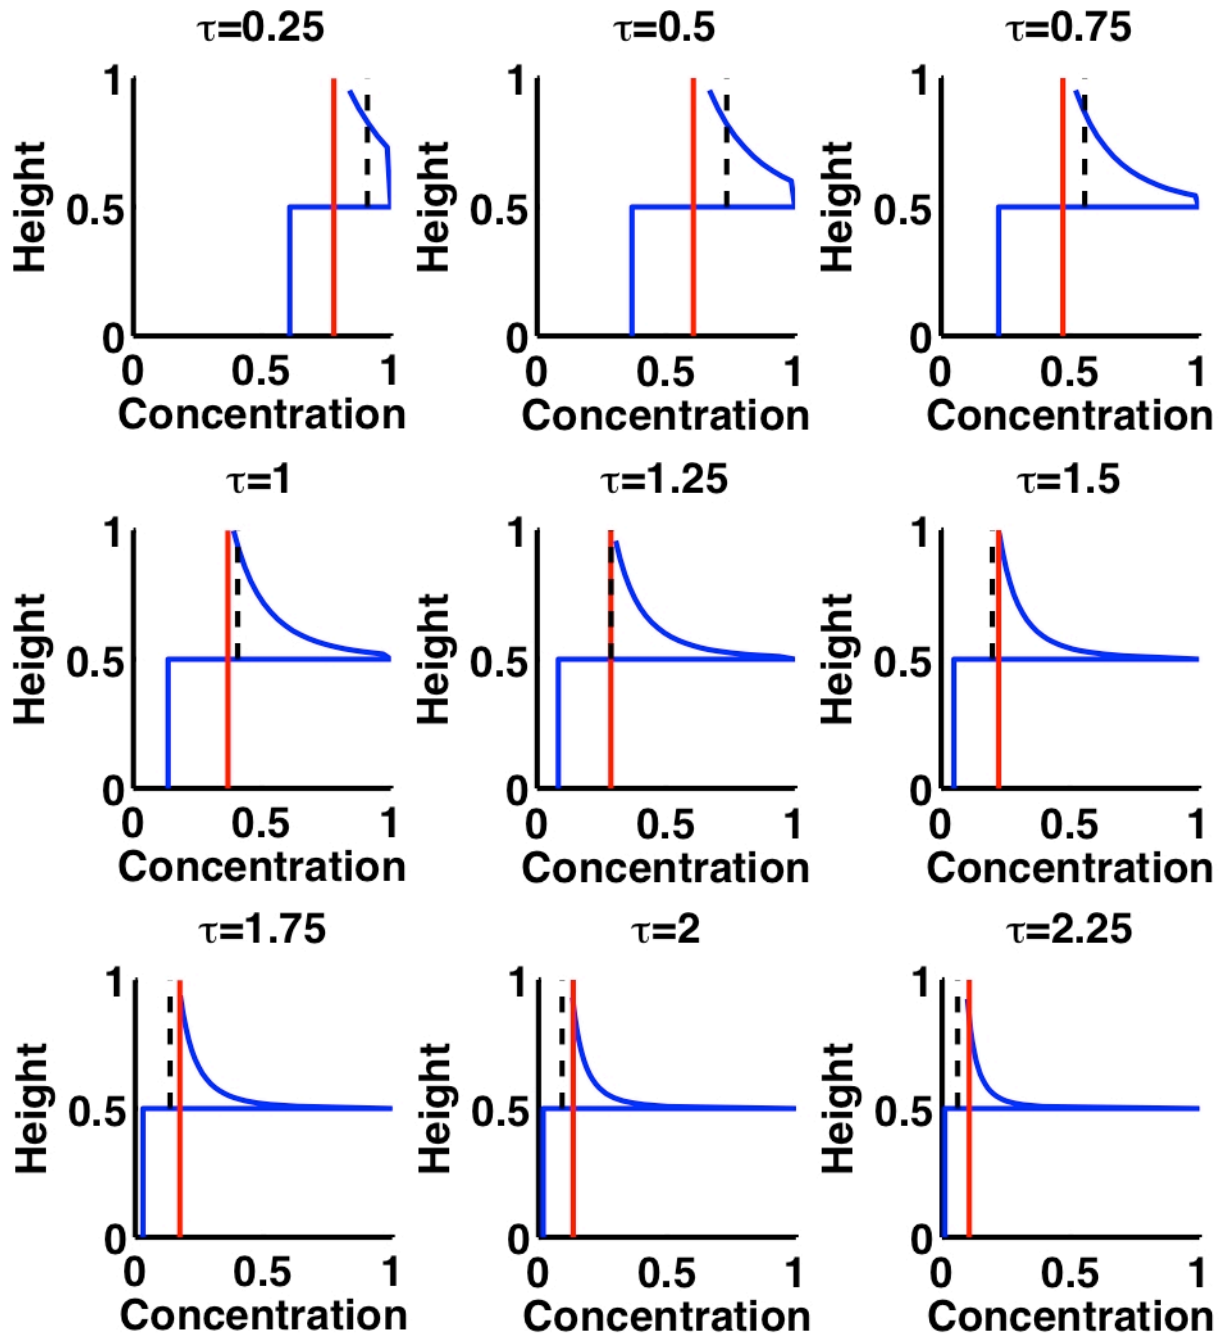 τ=0.25 τ=0.5 τ=0.75
1 1 1
Height Height Height
0.5 0.5 0.5
0 0 0
0 0.5 1 0 0.5 1 0 0.5 1
Concentration Concentration Concentration
τ=1 τ=1.25 τ=1.5
1 1 1
Height Height Height
0.5 0.5 0.5
0 0 0
0 0.5 1 0 0.5 1 0 0.5 1
Concentration Concentration Concentration
τ=1.75 τ=2 τ=2.25
1 1 1
Height Height Height
0.5 0.5 0.5
0 0 0
0 0.5 1 0 0.5 1 0 0.5 1
Concentration Concentration Concentration